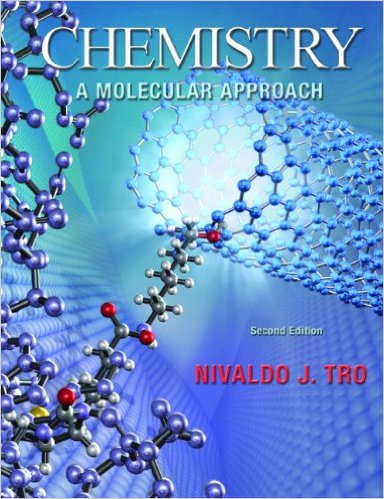 CHEMISTRY
A MOLECULAR APPROACH
Second Edition
NIVALDO J. TRO